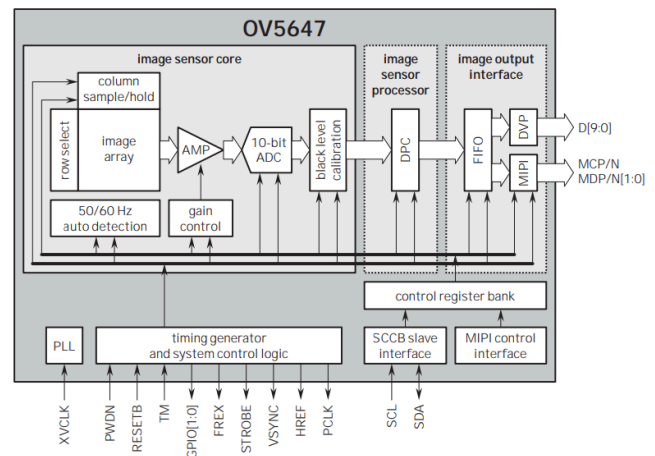 OV5647
image sensor core
image
sensor
processor
image output
interface
column
sample/hold
row select
image
array
AMP
10-bit
ADC
black level
calibration
DPC
FIFO
DVP
MIPI
D[9:0]
MCP/N
MDP/N[1:0]
50/60 Hz
auto detection
gain
control
control register bank
PLL
timing generator
and system control logic
SCCB slave
interface
MIPI control
interface
XVCLK
PWDN
RESETB
TM
GPIO[1:0]
FREX
STROBE
VSYNC
HREF
PCLK
SCL
SDA